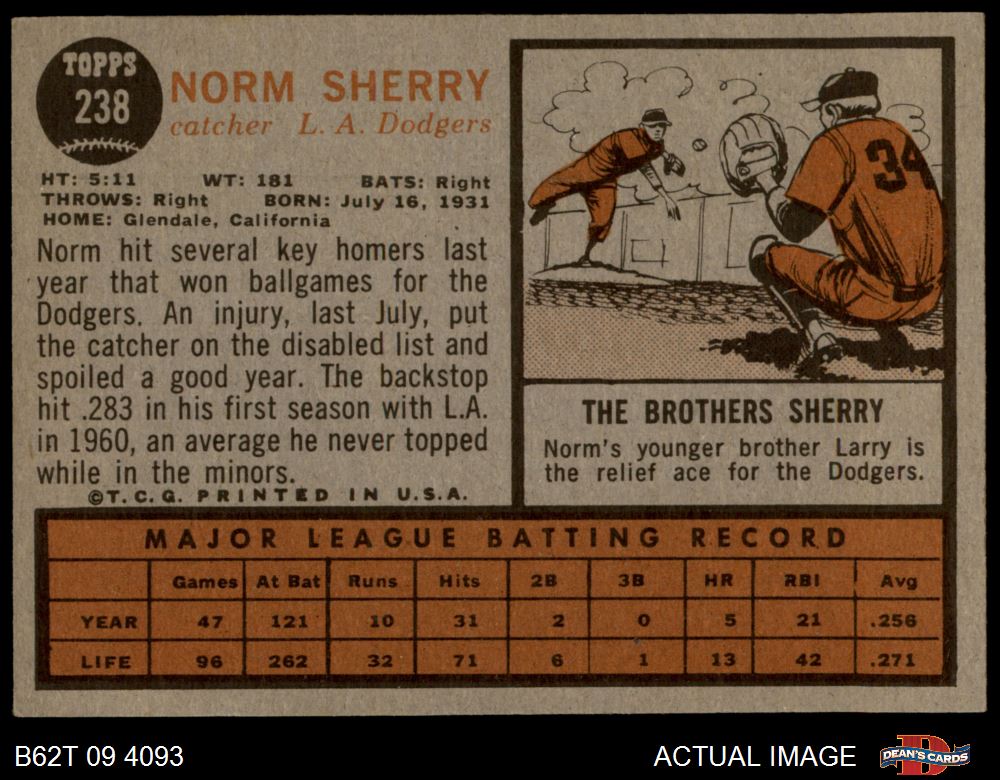 TOPPS
238
NORM SHERRY
catcher L. A. Dodgers
HT: 5:11 WT: 181 BATS: Right
THROWS: Right BORN: July 16, 1931
HOME: Glendale, California
Norm hit several key homers last
year that won ballgames for the
Dodgers. An injury, last July, put
the catcher on the disabled list and
spoiled a good year. The backstop
hit .283 in his first season with L.A.
in 1960, an average he never topped
while in the minors.
©T. C. G. PRINTED IN U.S.A.
34
THE BROTHERS SHERRY
Norm's younger brother Larry is
the relief ace for the Dodgers.
MAJOR LEAGUE BATTING RECORD
Games At Bat Runs Hits 2B 3B HR RBI Avg
YEAR 47 121 10 31 2 0 5 21 .256
LIFE 96 262 32 71 6 1 13 42 .271
B62T 09 4093 ACTUAL IMAGE DEAN'S CARDS